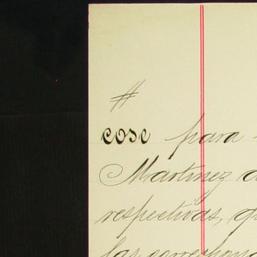 #
cose para
Martinez d
respectivas, q